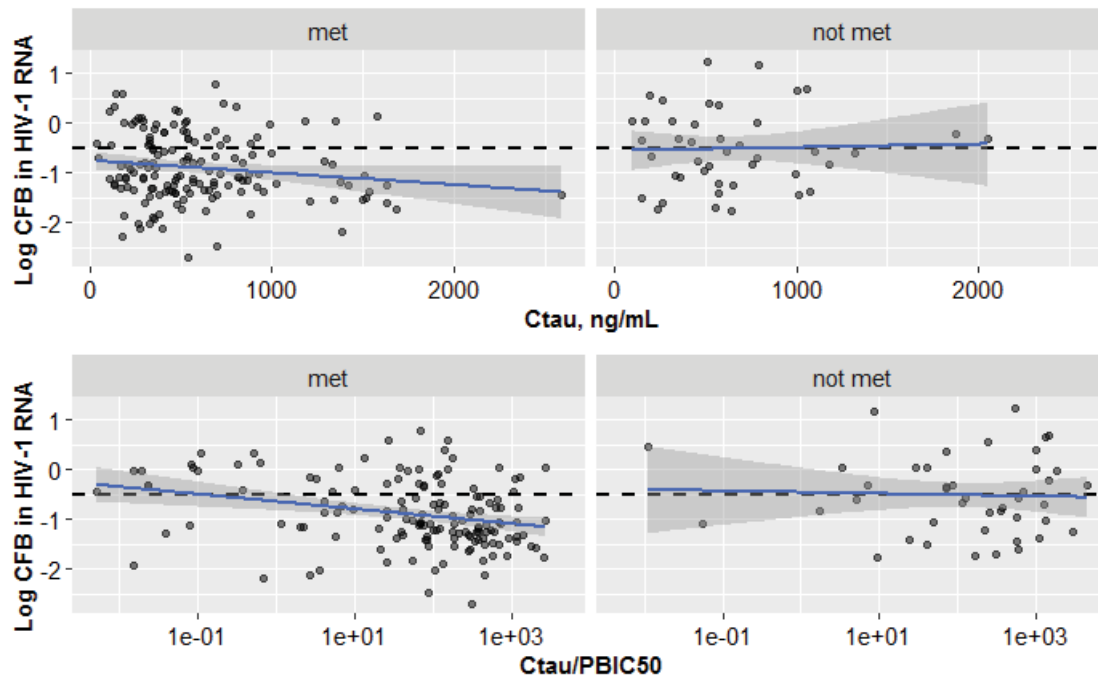 met not met
Log CFB in HIV-1 RNA
1
0
-1
-2
0 1000 2000 0 1000 2000
Ctau, ng/mL
met not met
Log CFB in HIV-1 RNA
1
0
-1
-2
1e-01 1e+01 1e+03 1e-01 1e+01 1e+03
Ctau/PBIC50